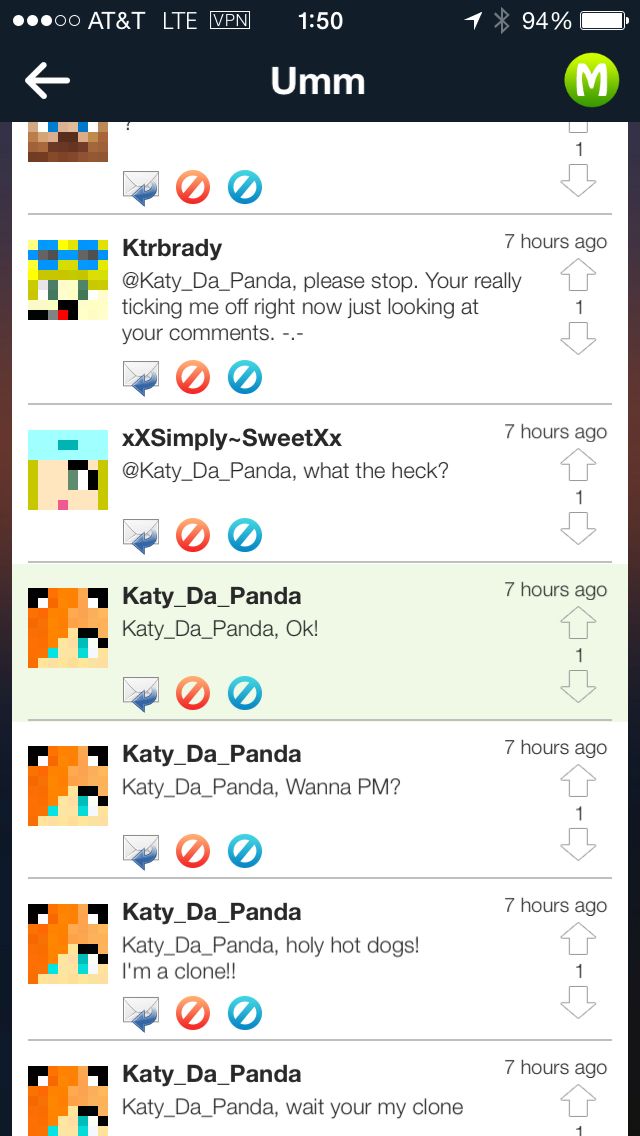 AT&T LTE VPN 1:50 94%
Umm
M
?
1
Ktrbrady 7 hours ago
@Katy_Da_Panda, please stop. Your really
ticking me off right now just looking at
your comments. -.-
1
xXSimply~SweetXx 7 hours ago
@Katy_Da_Panda, what the heck?
1
Katy_Da_Panda 7 hours ago
Katy_Da_Panda, Ok!
1
Katy_Da_Panda 7 hours ago
Katy_Da_Panda, Wanna PM?
1
Katy_Da_Panda 7 hours ago
Katy_Da_Panda, holy hot dogs!
I'm a clone!!
1
Katy_Da_Panda 7 hours ago
Katy_Da_Panda, wait your my clone
1